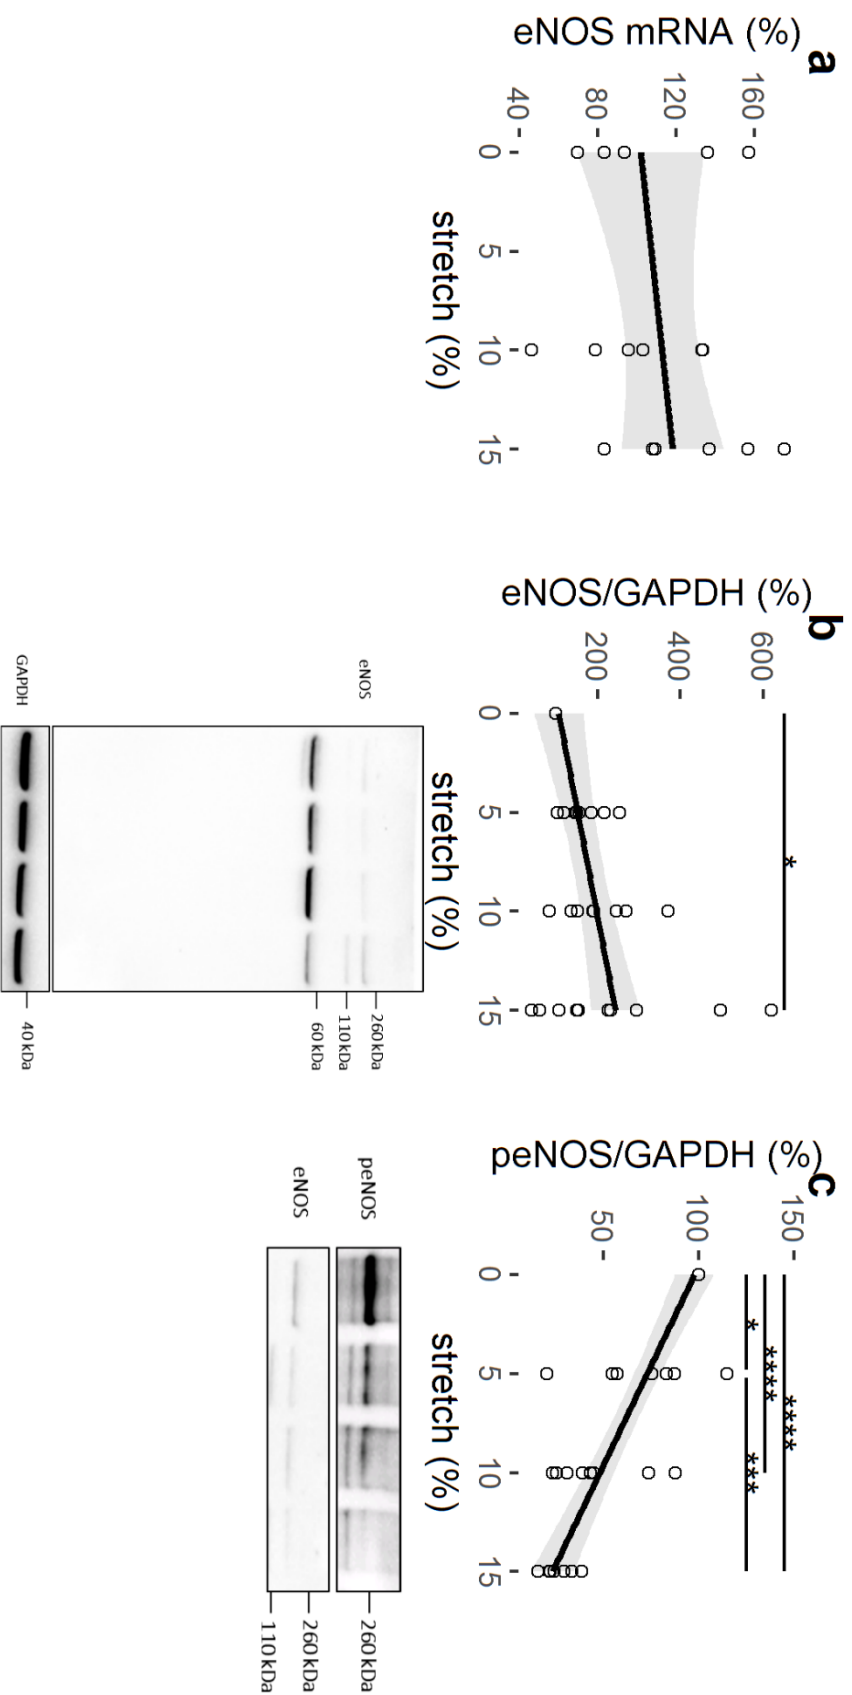 a
eNOS mRNA (%)
160
120
80
40
0 5 10 15
stretch (%)
b
eNOS/GAPDH (%)
600
400
200
*
0 5 10 15
stretch (%)
eNOS
260 kDa
110 kDa
60 kDa
GAPDH
40 kDa
c
peNOS/GAPDH (%)
150
100
50
****
****
* ***
0 5 10 15
stretch (%)
peNOS
260 kDa
eNOS
260 kDa
110 kDa